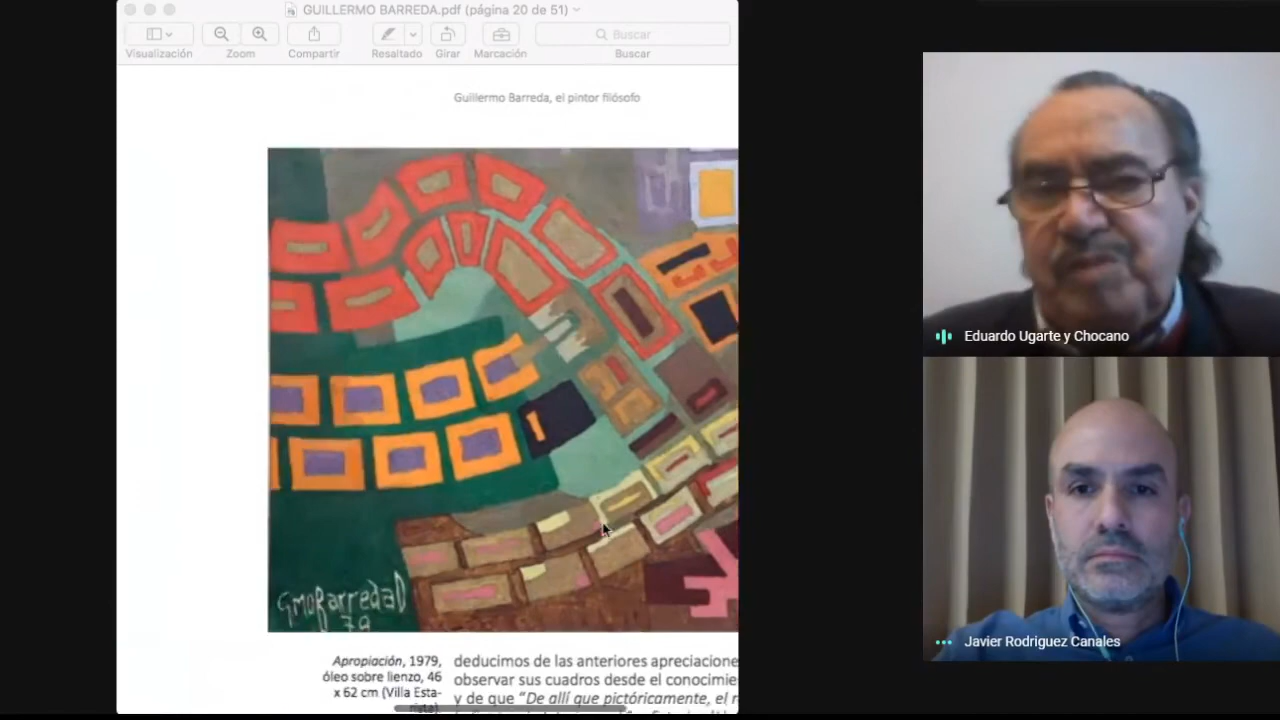 GUILLERMO BARREDA.pdf (página 20 de 51)
Buscar
Visualización Zoom Compartir Resaltado Girar Marcación Buscar
Guillermo Barreda, el pintor filósofo
GmoBarredaD
79
Apropiación, 1979,
óleo sobre lienzo, 46
x 62 cm (Villa Esta-
deducimos de las anteriores apreciacione
observar sus cuadros desde el conocimie
y de que "De allí que pictóricamente, el
Eduardo Ugarte y Chocano
Javier Rodriguez Canales